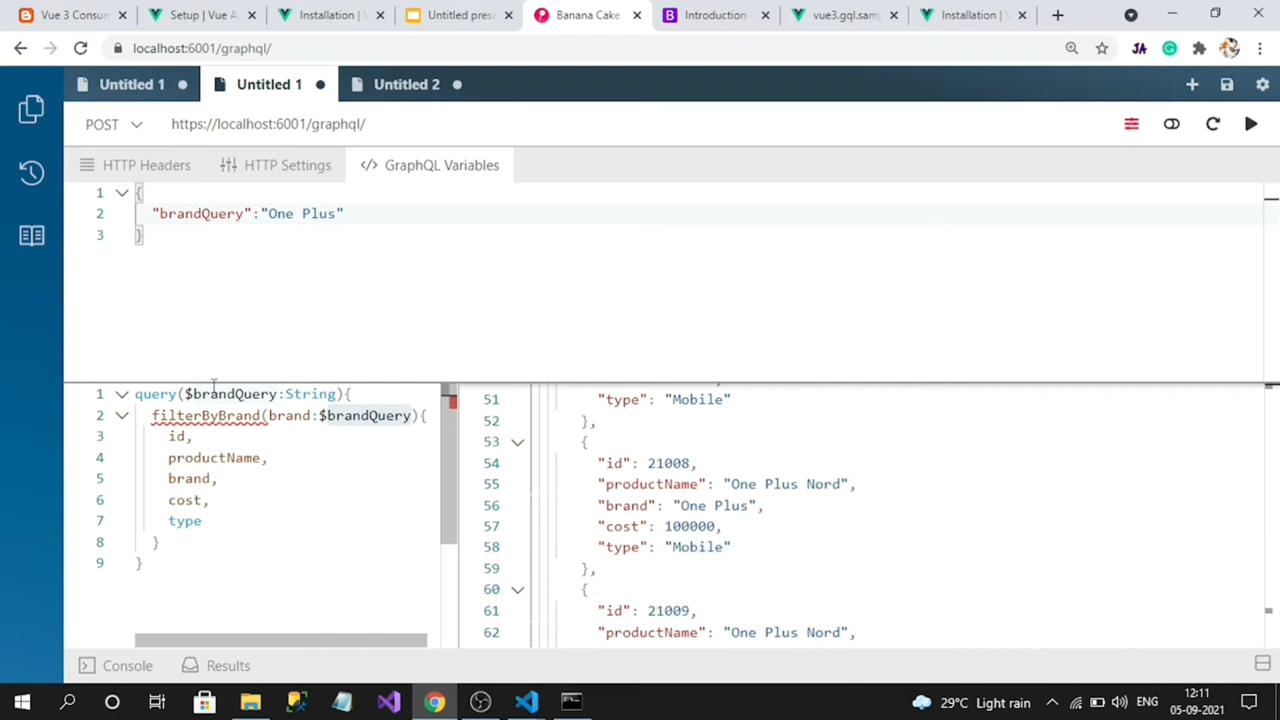 Vue 3 Consun
Setup | Vue A
Installation | V
Untitled prese
Banana Cake
Introduction
vue3.gql.sam
Installation | V
localhost:6001/graphql/
Untitled 1
Untitled 1
Untitled 2
POST
https://localhost:6001/graphql/
HTTP Headers
HTTP Settings
GraphQL Variables
1 {
2 "brandQuery":"One Plus"
3 }
1 query($brandQuery:String){
2 filterByBrand(brand:$brandQuery){
3 id,
4 productName,
5 brand,
6 cost,
7 type
8 }
9 }
51 "type": "Mobile"
52 },
53 {
54 "id": 21008,
55 "productName": "One Plus Nord",
56 "brand": "One Plus",
57 "cost": 100000,
58 "type": "Mobile"
59 },
60 {
61 "id": 21009,
62 "productName": "One Plus Nord",
Console
Results
29°C Light rain
ENG
12:11
05-09-2021